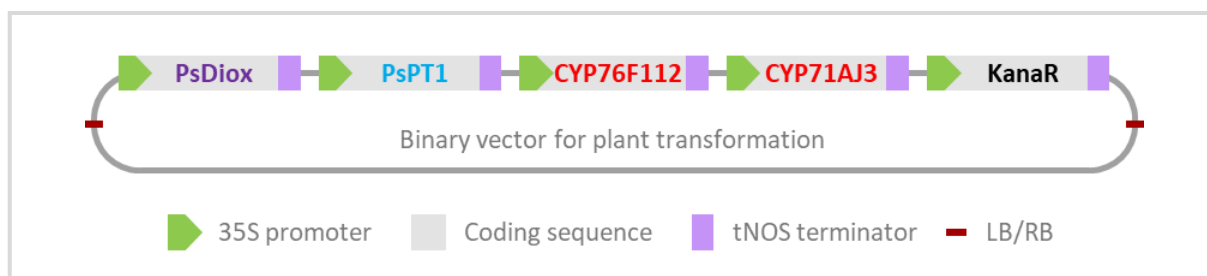 PsDiox PsPT1 CYP76F112 CYP71AJ3 KanaR
Binary vector for plant transformation
35S promoter Coding sequence tNOS terminator LB/RB